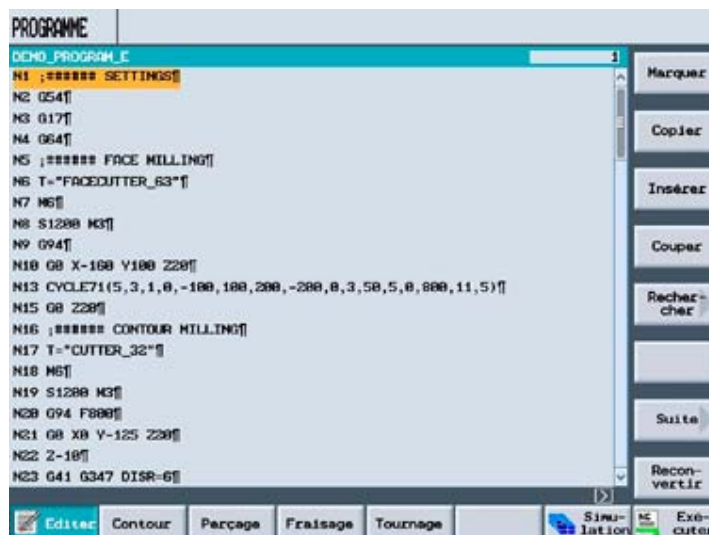 PROGRAMME
DEMO_PROGRAM_E 1
N1 ;###### SETTINGS¶
N2 G54¶
N3 G17¶
N4 G64¶
N5 ;###### FACE MILLING¶
N6 T="FACECUTTER_63"¶
N7 M6¶
N8 S1200 M3¶
N9 G94¶
N10 G0 X-160 Y100 Z20¶
N13 CYCLE71(5,3,1,0,-100,100,200,-200,0,3,50,5,0,800,11,5)¶
N15 G0 Z20¶
N16 ;###### CONTOUR MILLING¶
N17 T="CUTTER_32"¶
N18 M6¶
N19 S1200 M3¶
N20 G94 F800¶
N21 G0 X0 Y-125 Z20¶
N22 Z-10¶
N23 G41 G347 DISR=6¶
Marquer
Copier
Insérer
Couper
Recher-
cher
Suite
Recon-
vertir
Editer Contour Perçage Fraisage Tournage
Simu-
lation
NC
Exé-
cuter